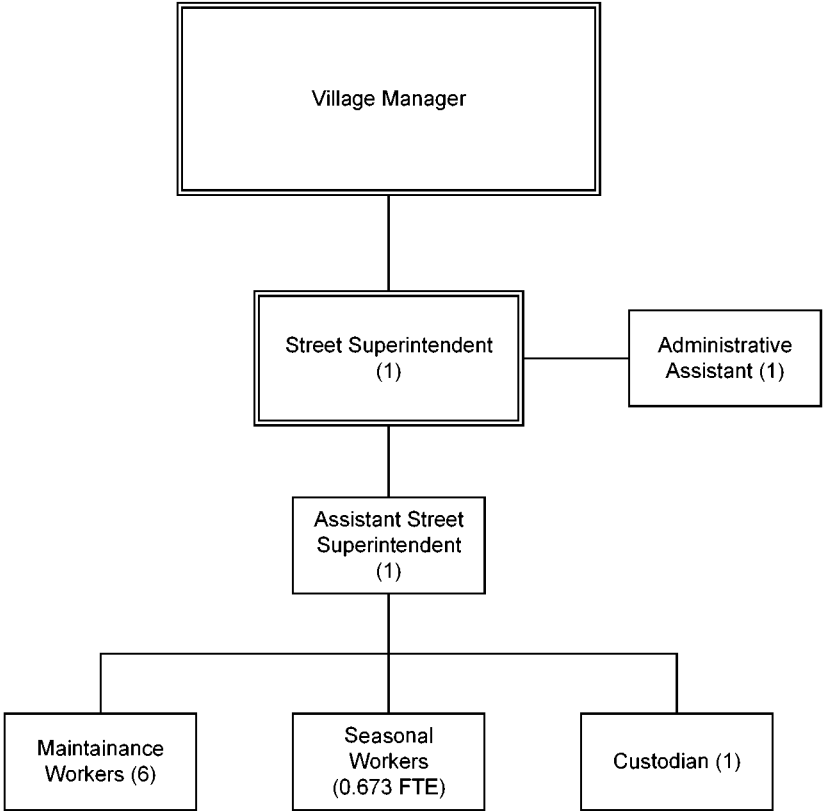 Village Manager
Street Superintendent
(1)
Administrative
Assistant (1)
Assistant Street
Superintendent
(1)
Maintainance
Workers (6)
Seasonal
Workers
(0.673 FTE)
Custodian (1)